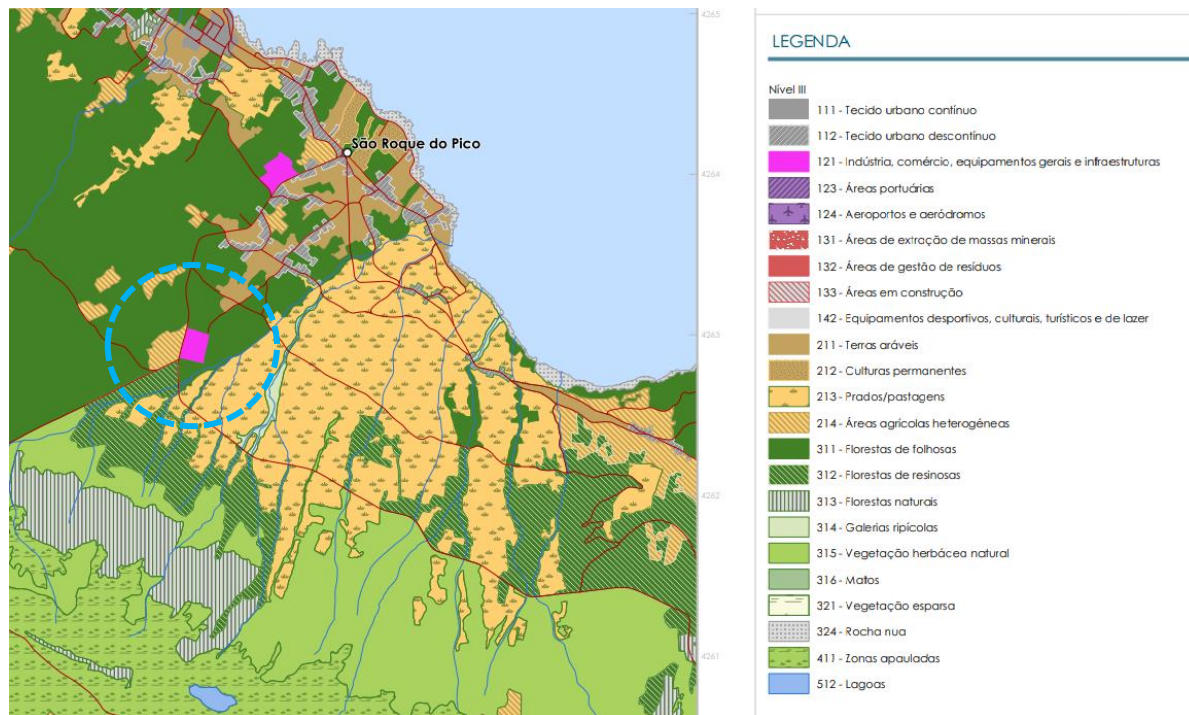 4265
São Roque do Pico
4264
4263
4262
4261
LEGENDA
Nível III
111 - Tecido urbano contínuo
112 - Tecido urbano descontínuo
121 - Indústria, comércio, equipamentos gerais e infraestruturas
123 - Áreas portuárias
124 - Aeroportos e aeródromos
131 - Áreas de extração de massas minerais
132 - Áreas de gestão de resíduos
133 - Áreas em construção
142 - Equipamentos desportivos, culturais, turísticos e de lazer
211 - Terras aráveis
212 - Culturas permanentes
213 - Prados/pastagens
214 - Áreas agrícolas heterogéneas
311 - Florestas de folhosas
312 - Florestas de resinosas
313 - Florestas naturais
314 - Galerias ripícolas
315 - Vegetação herbácea natural
316 - Matos
321 - Vegetação esparsa
324 - Rocha nua
411 - Zonas apauladas
512 - Lagoas